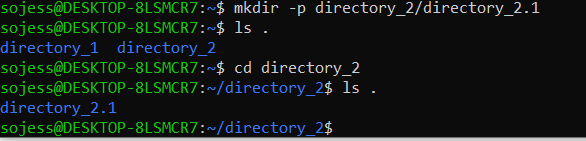 sojess@DESKTOP-8LSMCR7:~$ mkdir -p directory_2/directory_2.1
sojess@DESKTOP-8LSMCR7:~$ ls .
directory_1  directory_2
sojess@DESKTOP-8LSMCR7:~$ cd directory_2
sojess@DESKTOP-8LSMCR7:~/directory_2$ ls .
directory_2.1
sojess@DESKTOP-8LSMCR7:~/directory_2$